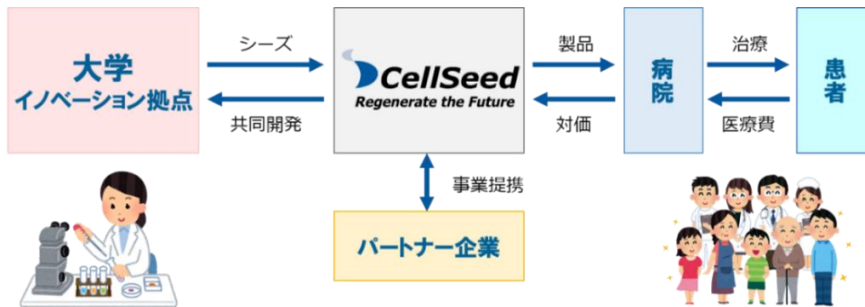 大学
イノベーション拠点
シーズ
共同開発
CellSeed
Regenerate the Future
製品
対価
病院
治療
医療費
患者
事業提携
パートナー企業